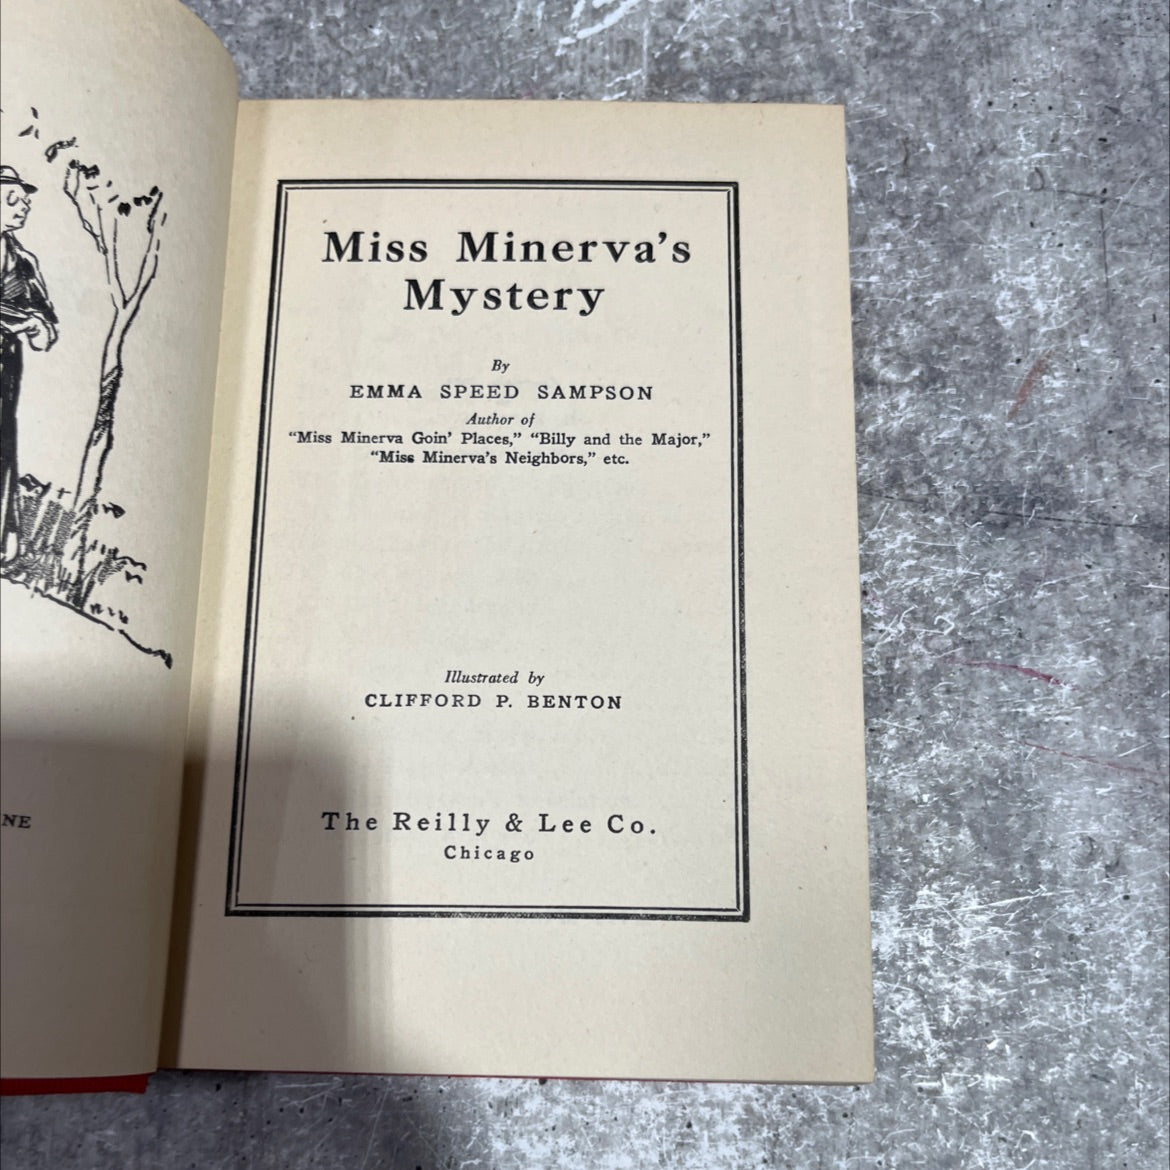 Miss Minerva's
Mystery
By
EMMA SPEED SAMPSON
Author of
“Miss Minerva Goin' Places,” “Billy and the Major,”
“Miss Minerva's Neighbors,” etc.
Illustrated by
CLIFFORD P. BENTON
The Reilly & Lee Co.
Chicago
NE